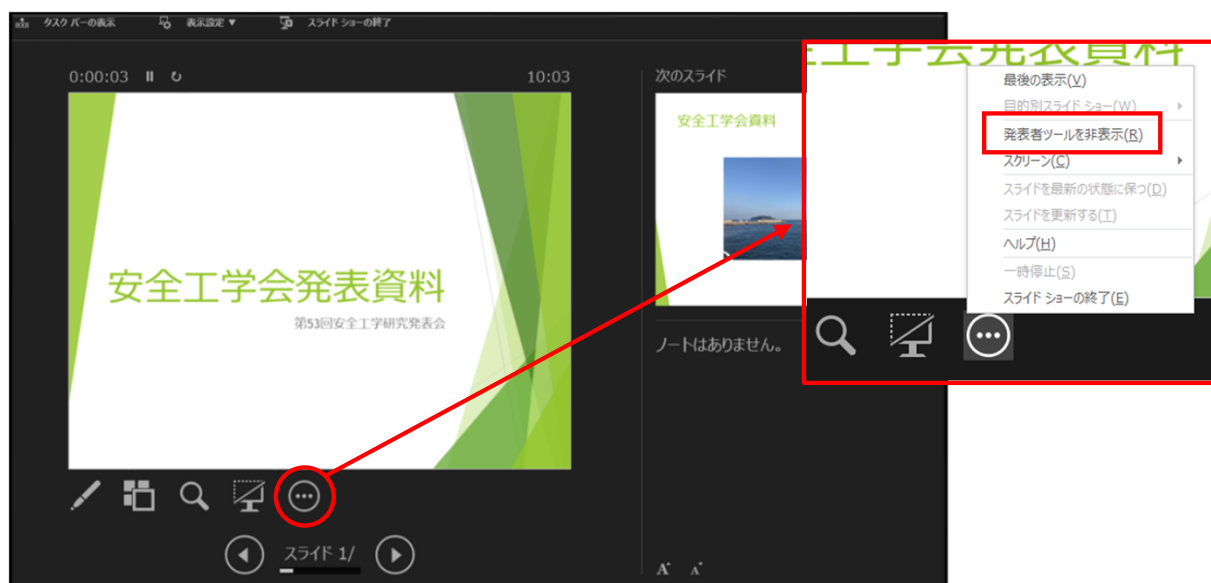 タスク バーの表示
表示設定 ▼
スライド ショーの終了
0:00:03
10:03
安全工学会発表資料
第53回安全工学研究発表会
スライド 1/
次のスライド
安全工学会資料
ノートはありません。
A A
全工学会発表資料
最後の表示(V)
目的別スライド ショー(W)
発表者ツールを非表示(R)
スクリーン(C)
スライドを最新の状態に保つ(D)
スライドを更新する(T)
ヘルプ(H)
一時停止(S)
スライド ショーの終了(E)